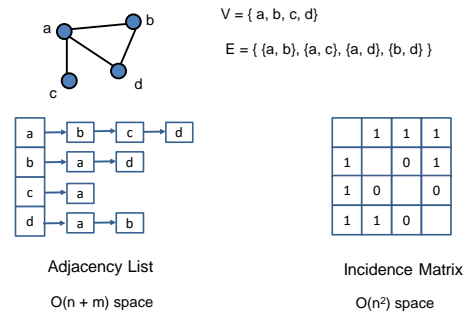 a
b
c
d
V = { a, b, c, d}
E = { {a, b}, {a, c}, {a, d}, {b, d} }
a b c d
b a d
c a
d a b
1 1 1
1 0 1
1 0 0
1 1 0
Adjacency List
O(n + m) space
Incidence Matrix
O(n²) space